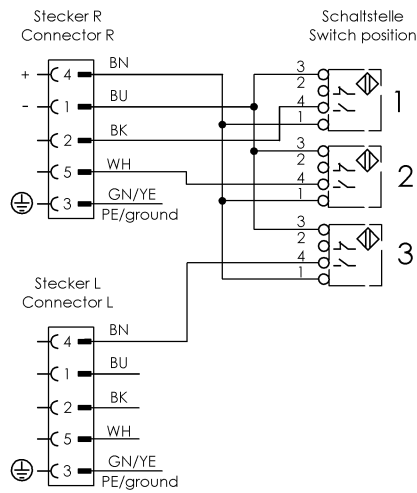 Stecker R
Connector R
Schaltstelle
Switch position
+ 4 BN
- 1 BU
2 BK
5 WH
3 GN/YE
PE/ground
3
2
4
1
1
3
2
4
1
2
3
2
4
1
3
Stecker L
Connector L
4 BN
1 BU
2 BK
5 WH
3 GN/YE
PE/ground